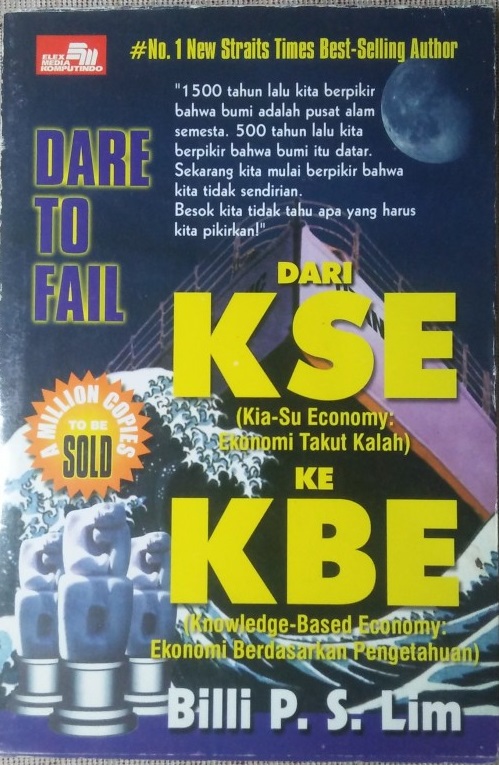 ELEX
MEDIA
KOMPUTINDO
#No. 1 New Straits Times Best-Selling Author
"1500 tahun lalu kita berpikir
bahwa bumi adalah pusat alam
semesta. 500 tahun lalu kita
berpikir bahwa bumi itu datar.
Sekarang kita mulai berpikir bahwa
kita tidak sendirian.
Besok kita tidak tahu apa yang harus
kita pikirkan!"
DARE
TO
FAIL
DARI
KSE
(Kia-Su Economy:
Ekonomi Takut Kalah)
A MILLION COPIES
TO BE
SOLD
KE
KBE
(Knowledge-Based Economy:
Ekonomi Berdasarkan Pengetahuan)
Billi P. S. Lim